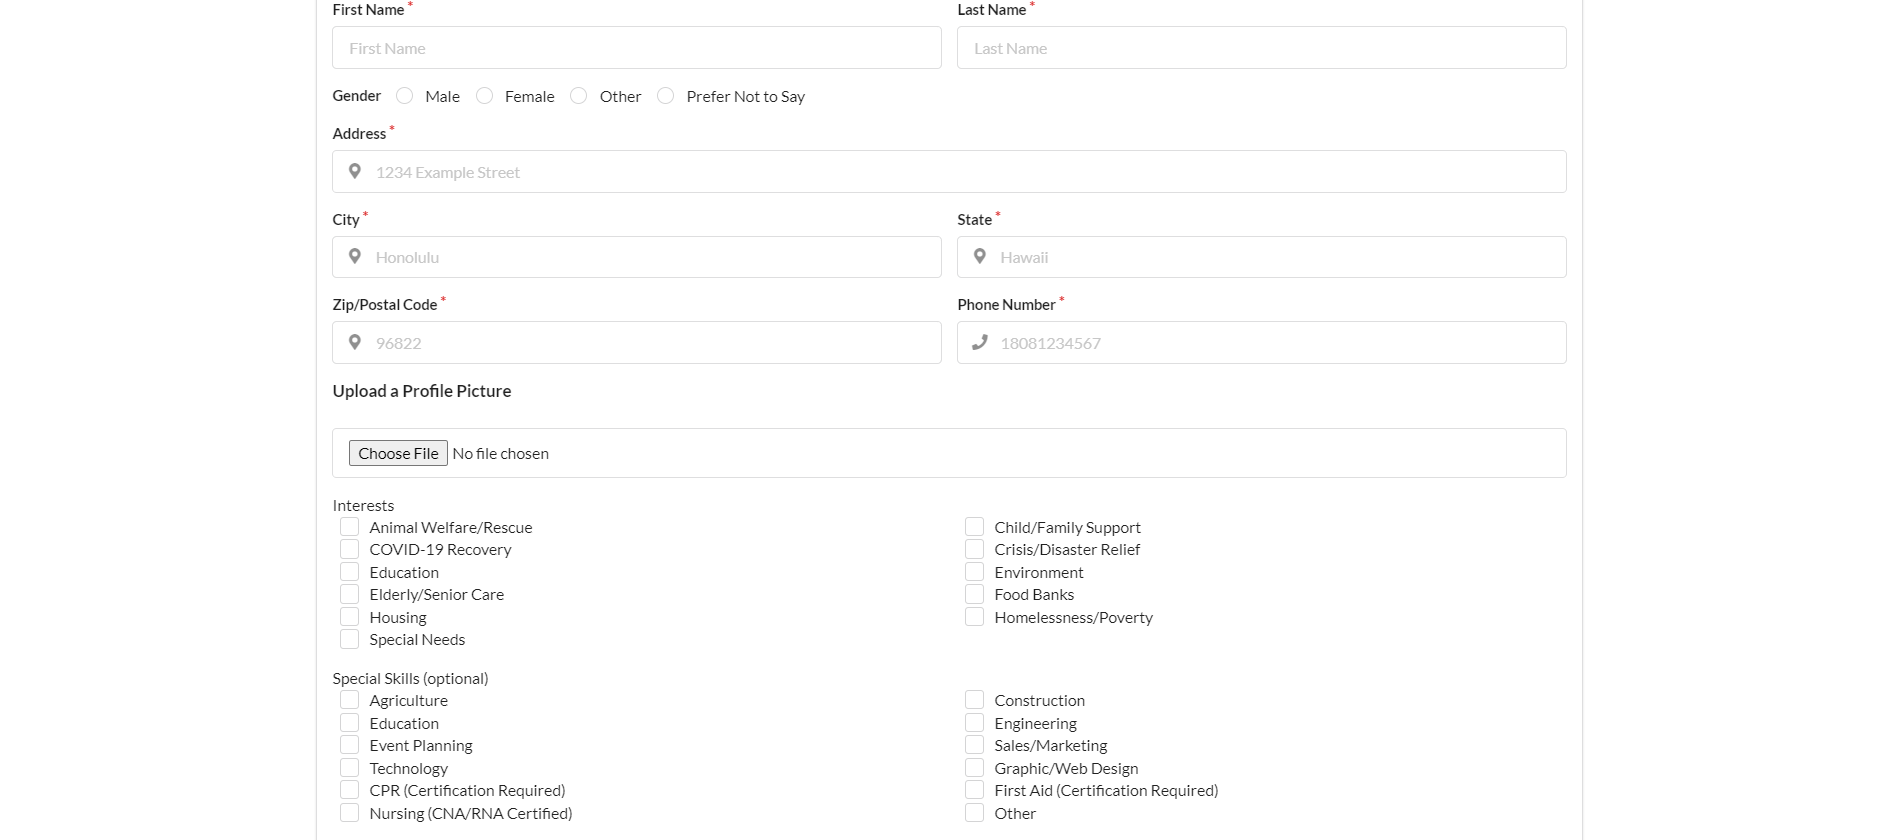 First Name * Last Name *
First Name Last Name
Gender Male Female Other Prefer Not to Say
Address *
1234 Example Street
City * State *
Honolulu Hawaii
Zip/Postal Code * Phone Number *
96822 18081234567
Upload a Profile Picture
Choose File No file chosen
Interests
Animal Welfare/Rescue Child/Family Support
COVID-19 Recovery Crisis/Disaster Relief
Education Environment
Elderly/Senior Care Food Banks
Housing Homelessness/Poverty
Special Needs
Special Skills (optional)
Agriculture Construction
Education Engineering
Event Planning Sales/Marketing
Technology Graphic/Web Design
CPR (Certification Required) First Aid (Certification Required)
Nursing (CNA/RNA Certified) Other